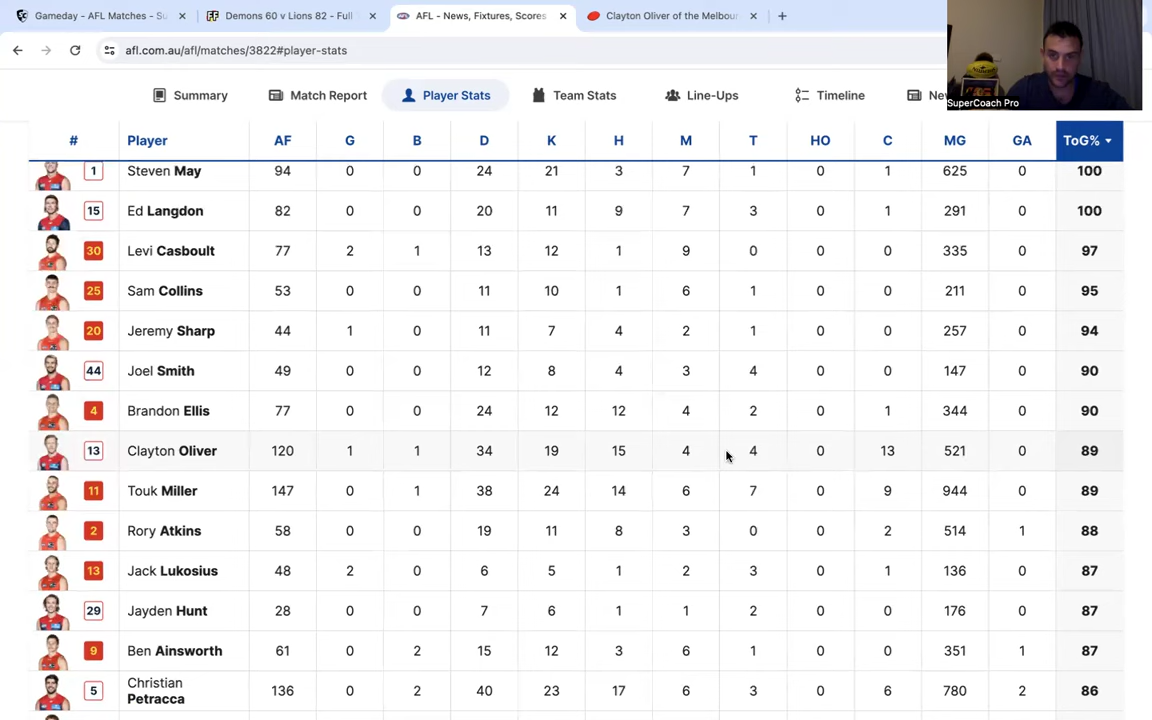 Gameday - AFL Matches - Su
Demons 60 v Lions 82 - Full
AFL - News, Fixtures, Scores
Clayton Oliver of the Melbour
afl.com.au/afl/matches/3822#player-stats
SuperCoach Pro
Summary Match Report Player Stats Team Stats Line-Ups Timeline Ne
# Player AF G B D K H M T HO C MG GA ToG%
1 Steven May 94 0 0 24 21 3 7 1 0 1 625 0 100
15 Ed Langdon 82 0 0 20 11 9 7 3 0 1 291 0 100
30 Levi Casboult 77 2 1 13 12 1 9 0 0 0 335 0 97
25 Sam Collins 53 0 0 11 10 1 6 1 0 0 211 0 95
20 Jeremy Sharp 44 1 0 11 7 4 2 1 0 0 257 0 94
44 Joel Smith 49 0 0 12 8 4 3 4 0 0 147 0 90
4 Brandon Ellis 77 0 0 24 12 12 4 2 0 1 344 0 90
13 Clayton Oliver 120 1 1 34 19 15 4 4 0 13 521 0 89
11 Touk Miller 147 0 1 38 24 14 6 7 0 9 944 0 89
2 Rory Atkins 58 0 0 19 11 8 3 0 0 2 514 1 88
13 Jack Lukosius 48 2 0 6 5 1 2 3 0 1 136 0 87
29 Jayden Hunt 28 0 0 7 6 1 1 2 0 0 176 0 87
9 Ben Ainsworth 61 0 2 15 12 3 6 1 0 0 351 1 87
5 Christian Petracca 136 0 2 40 23 17 6 3 0 6 780 2 86